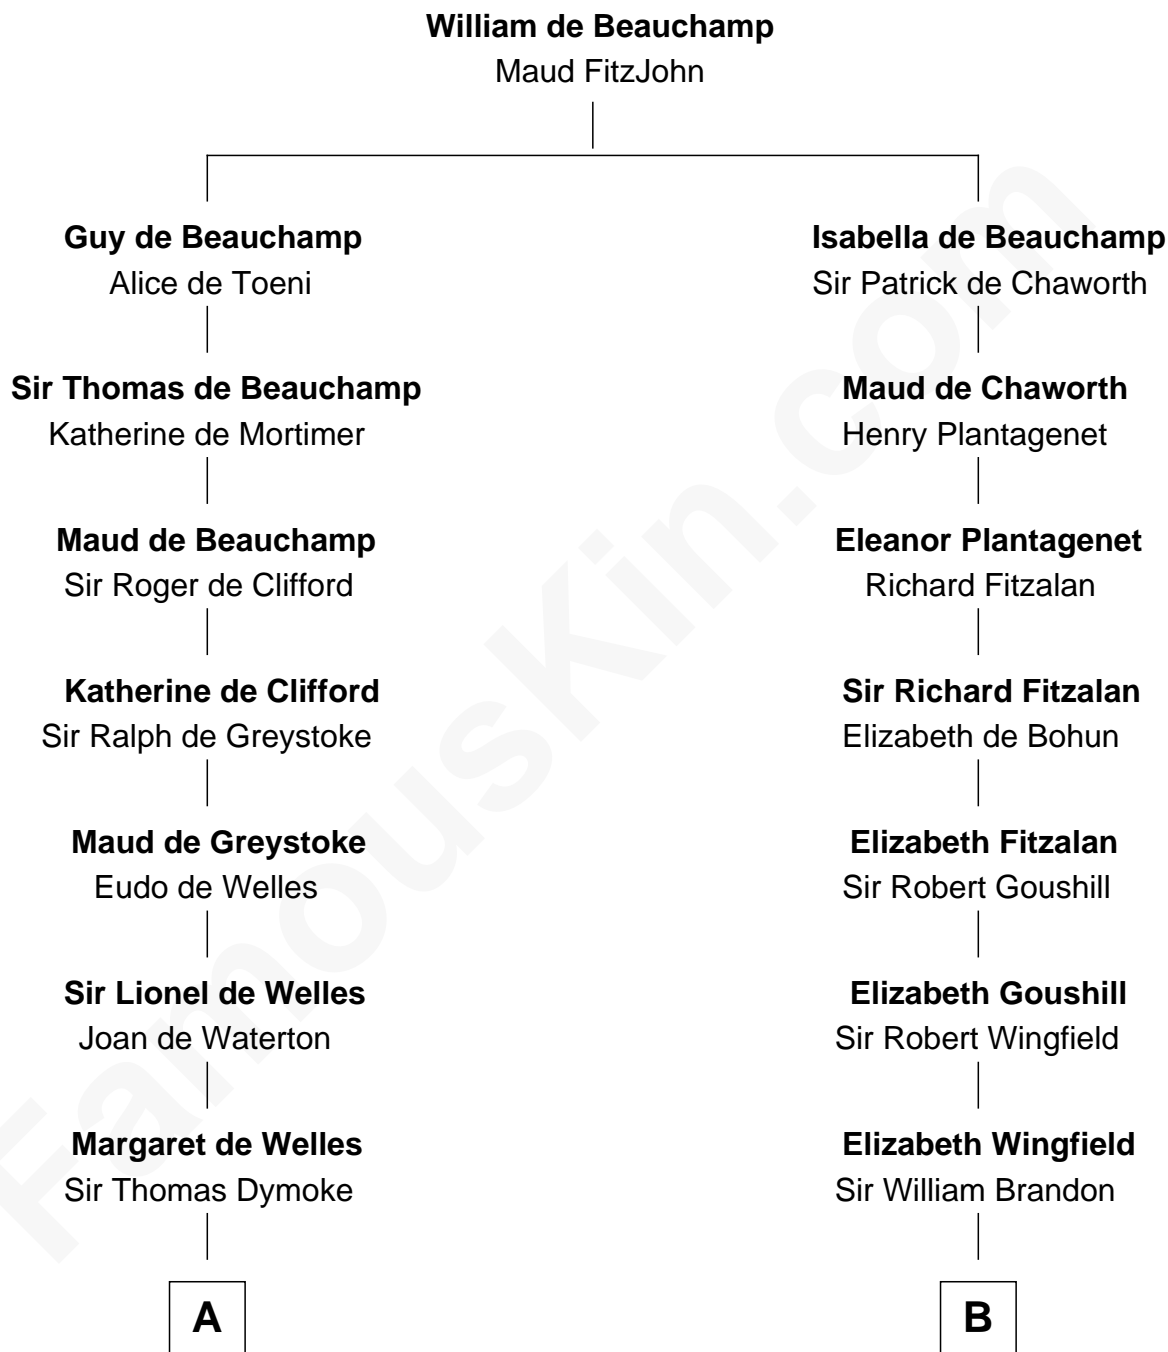 William de Beauchamp
Maud FitzJohn
Guy de Beauchamp
Alice de Toeni
Isabella de Beauchamp
Sir Patrick de Chaworth
Sir Thomas de Beauchamp
Katherine de Mortimer
Maud de Chaworth
Henry Plantagenet
Maud de Beauchamp
Sir Roger de Clifford
Eleanor Plantagenet
Richard Fitzalan
Katherine de Clifford
Sir Ralph de Greystoke
Sir Richard Fitzalan
Elizabeth de Bohun
Maud de Greystoke
Eudo de Welles
Elizabeth Fitzalan
Sir Robert Goushill
Sir Lionel de Welles
Joan de Waterton
Elizabeth Goushill
Sir Robert Wingfield
Margaret de Welles
Sir Thomas Dymoke
Elizabeth Wingfield
Sir William Brandon
A
B
FamousKin.com